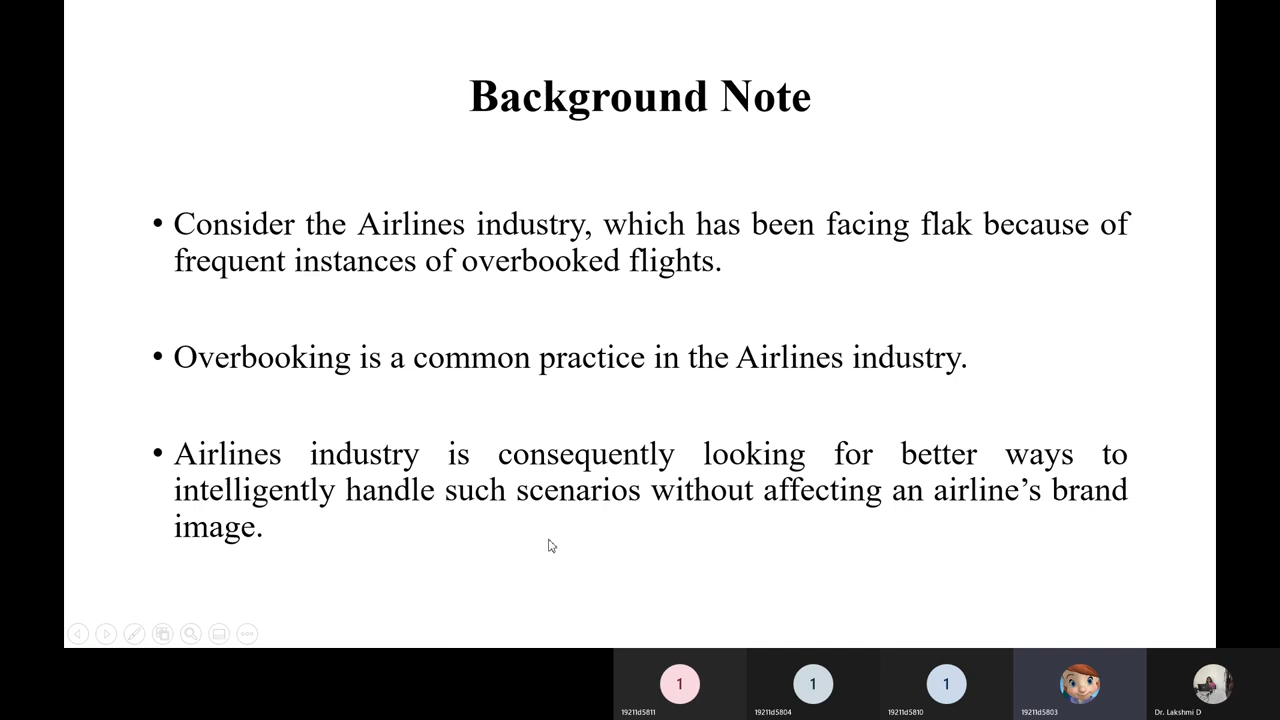 Background Note
• Consider the Airlines industry, which has been facing flak because of
frequent instances of overbooked flights.
• Overbooking is a common practice in the Airlines industry.
• Airlines industry is consequently looking for better ways to
intelligently handle such scenarios without affecting an airline’s brand
image.
1 1 1
19211d5811 19211d5804 19211d5810 19211d5803 Dr. Lakshmi D